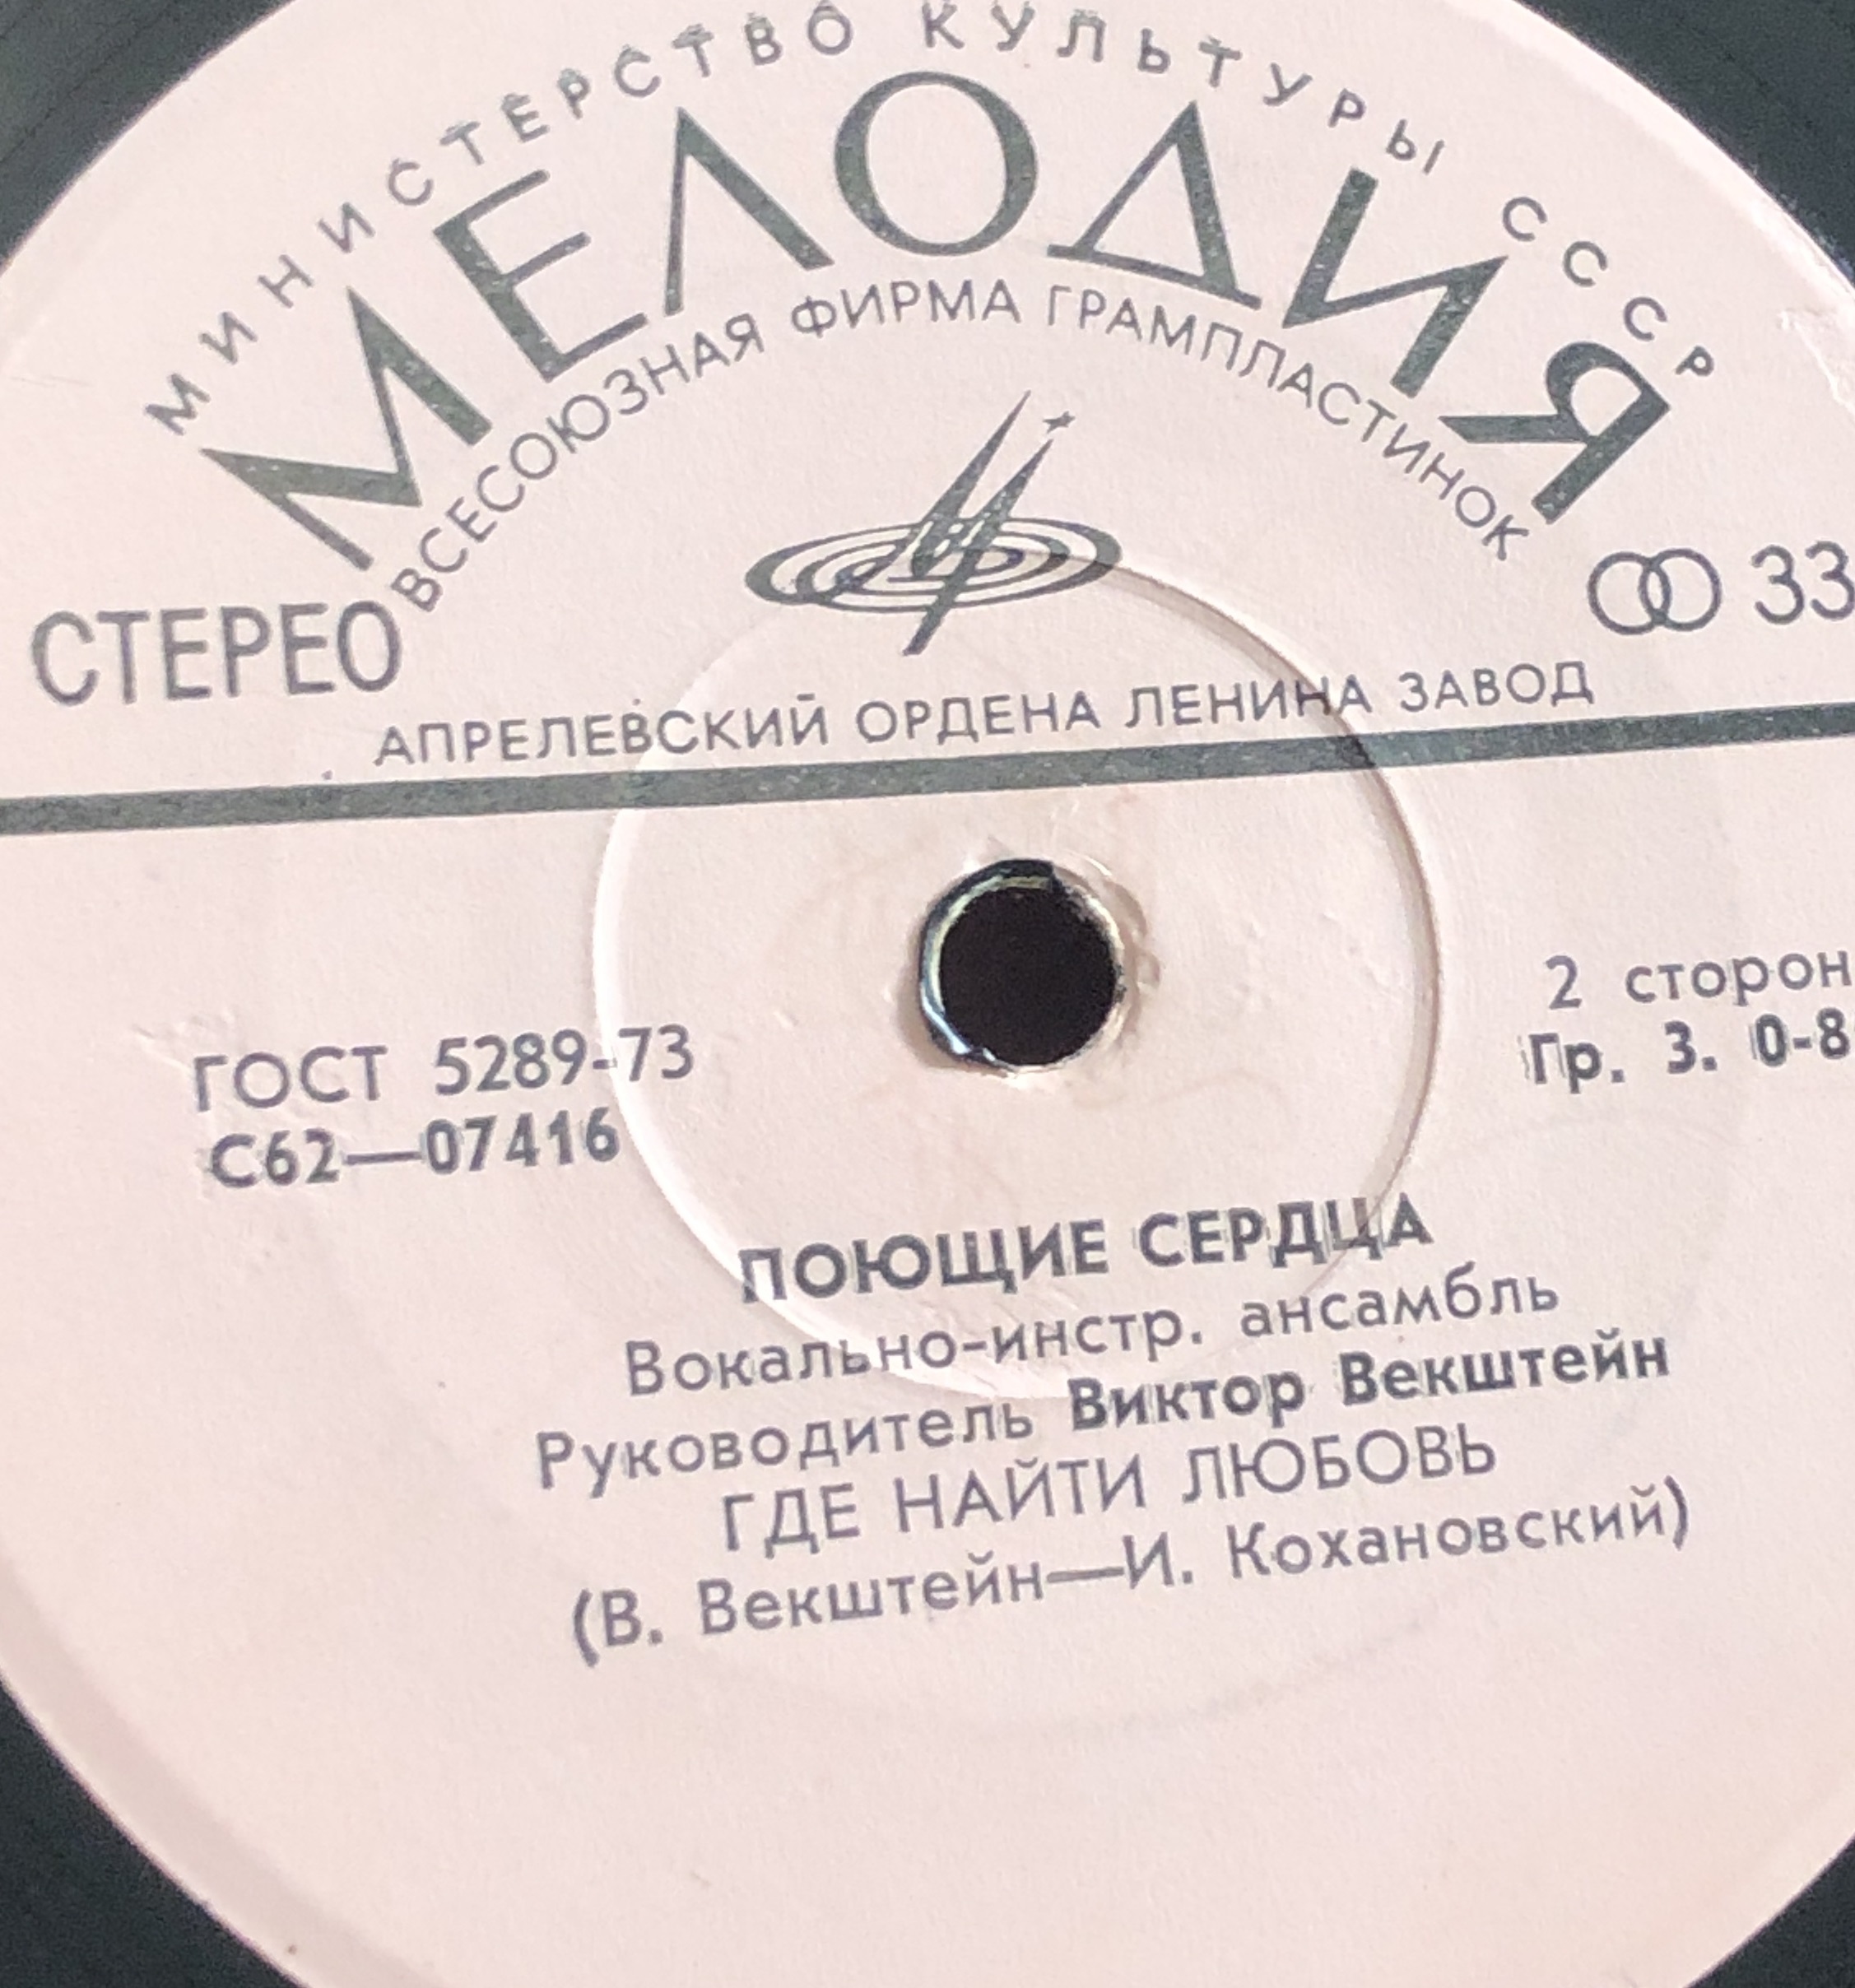 МИНИСТЕРСТВО КУЛЬТУРЫ СССР
МЕЛОДИЯ
ВСЕСОЮЗНАЯ ФИРМА ГРАМПЛАСТИНОК
СТЕРЕО
33
АПРЕЛЕВСКИЙ ОРДЕНА ЛЕНИНА ЗАВОД
2 сторон
ГОСТ 5289-73
Гр. 3. 0-8
С62—07416
ПОЮЩИЕ СЕРДЦА
Вокально-инстр. ансамбль
Руководитель Виктор Векштейн
ГДЕ НАЙТИ ЛЮБОВЬ
(В. Векштейн—И. Кохановский)